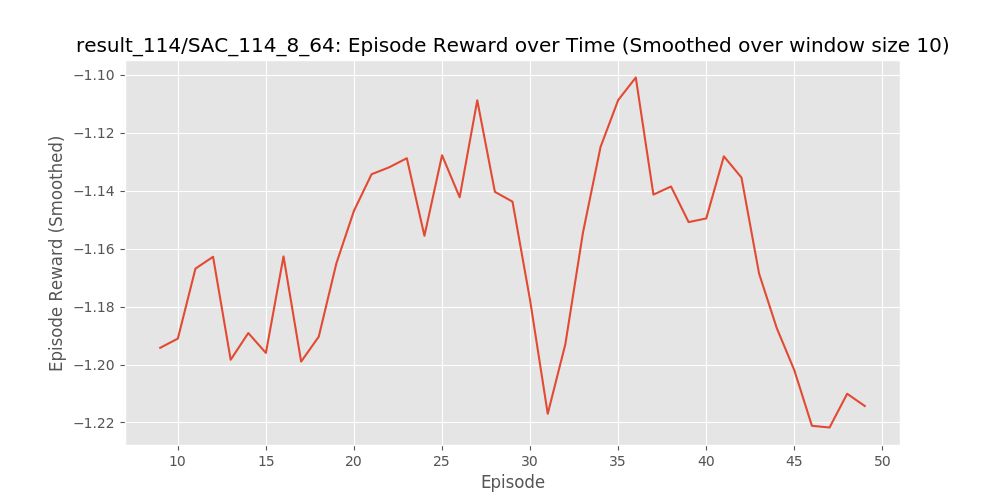 result_114/SAC_114_8_64: Episode Reward over Time (Smoothed over window size 10)
−1.10
−1.12
−1.14
−1.16
−1.18
−1.20
−1.22
Episode Reward (Smoothed)
10 15 20 25 30 35 40 45 50
Episode